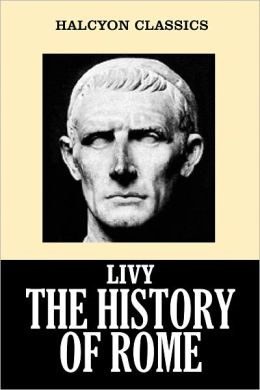 HALCYON CLASSICS
LIVY
THE HISTORY
OF ROME